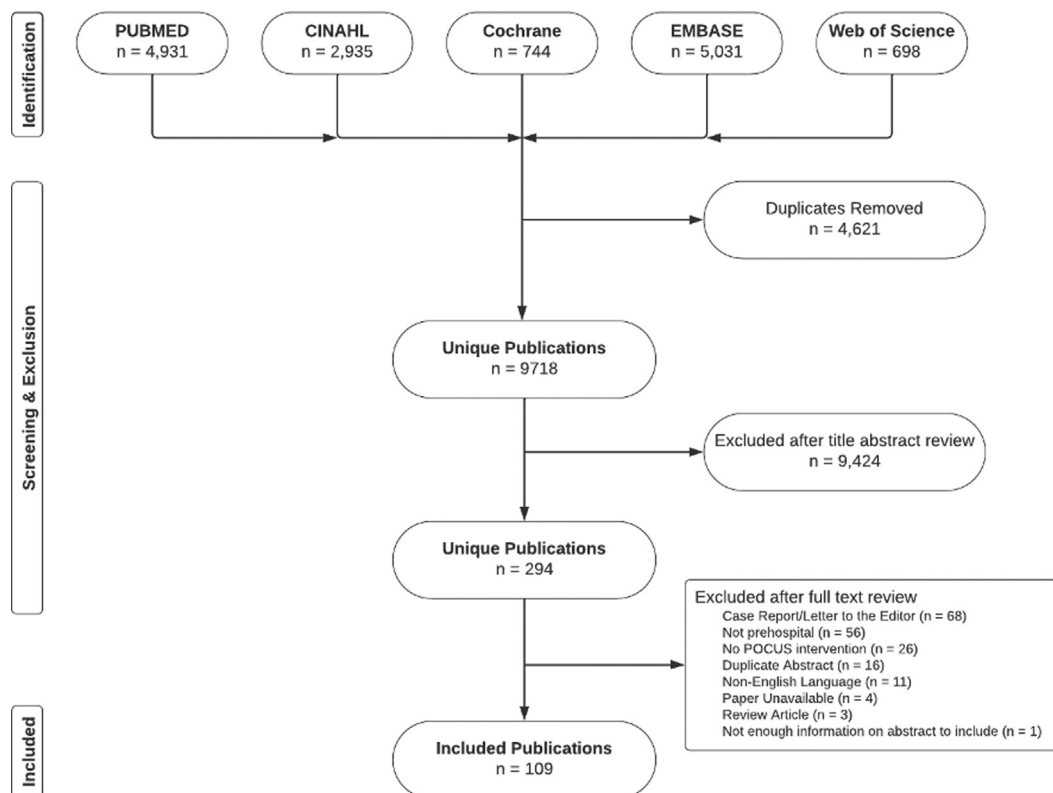 Identification
PUBMED
n = 4,931
CINAHL
n = 2,935
Cochrane
n = 744
EMBASE
n = 5,031
Web of Science
n = 698
Screening & Exclusion
Duplicates Removed
n = 4,621
Unique Publications
n = 9718
Excluded after title abstract review
n = 9,424
Unique Publications
n = 294
Excluded after full text review
Case Report/Letter to the Editor (n = 68)
Not prehospital (n = 56)
No POCUS intervention (n = 26)
Duplicate Abstract (n = 16)
Non-English Language (n = 11)
Paper Unavailable (n = 4)
Review Article (n = 3)
Not enough information on abstract to include (n = 1)
Included
Included Publications
n = 109